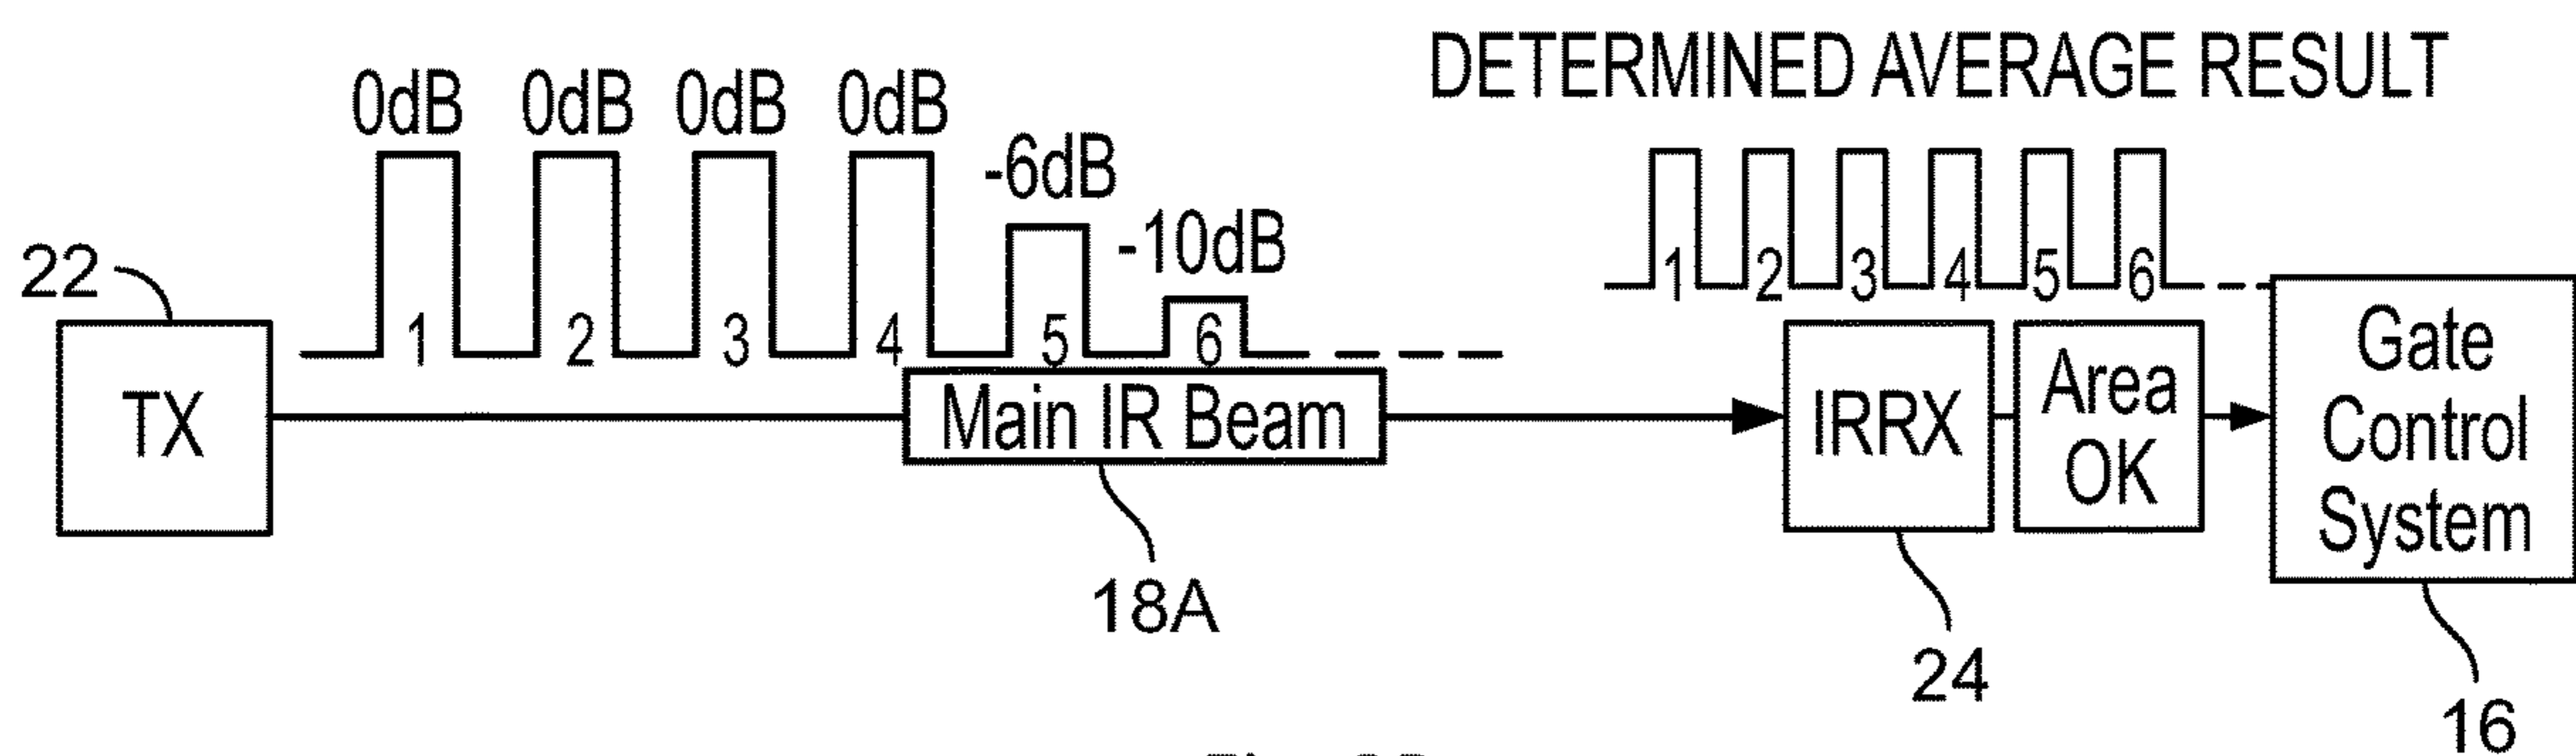 DETERMINED AVERAGE RESULT
0dB 0dB 0dB 0dB -6dB -10dB
1 2 3 4 5 6
1 2 3 4 5 6
22
TX
Main IR Beam
IRRX
Area
OK
Gate
Control
System
18A
24
16